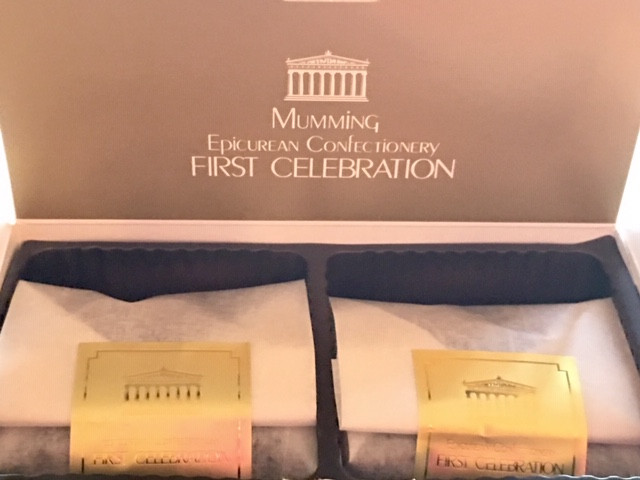 Mumming
Epicurean Confectionery
FIRST CELEBRATION
FIRST CELEBRATION
FIRST CELEBRATION